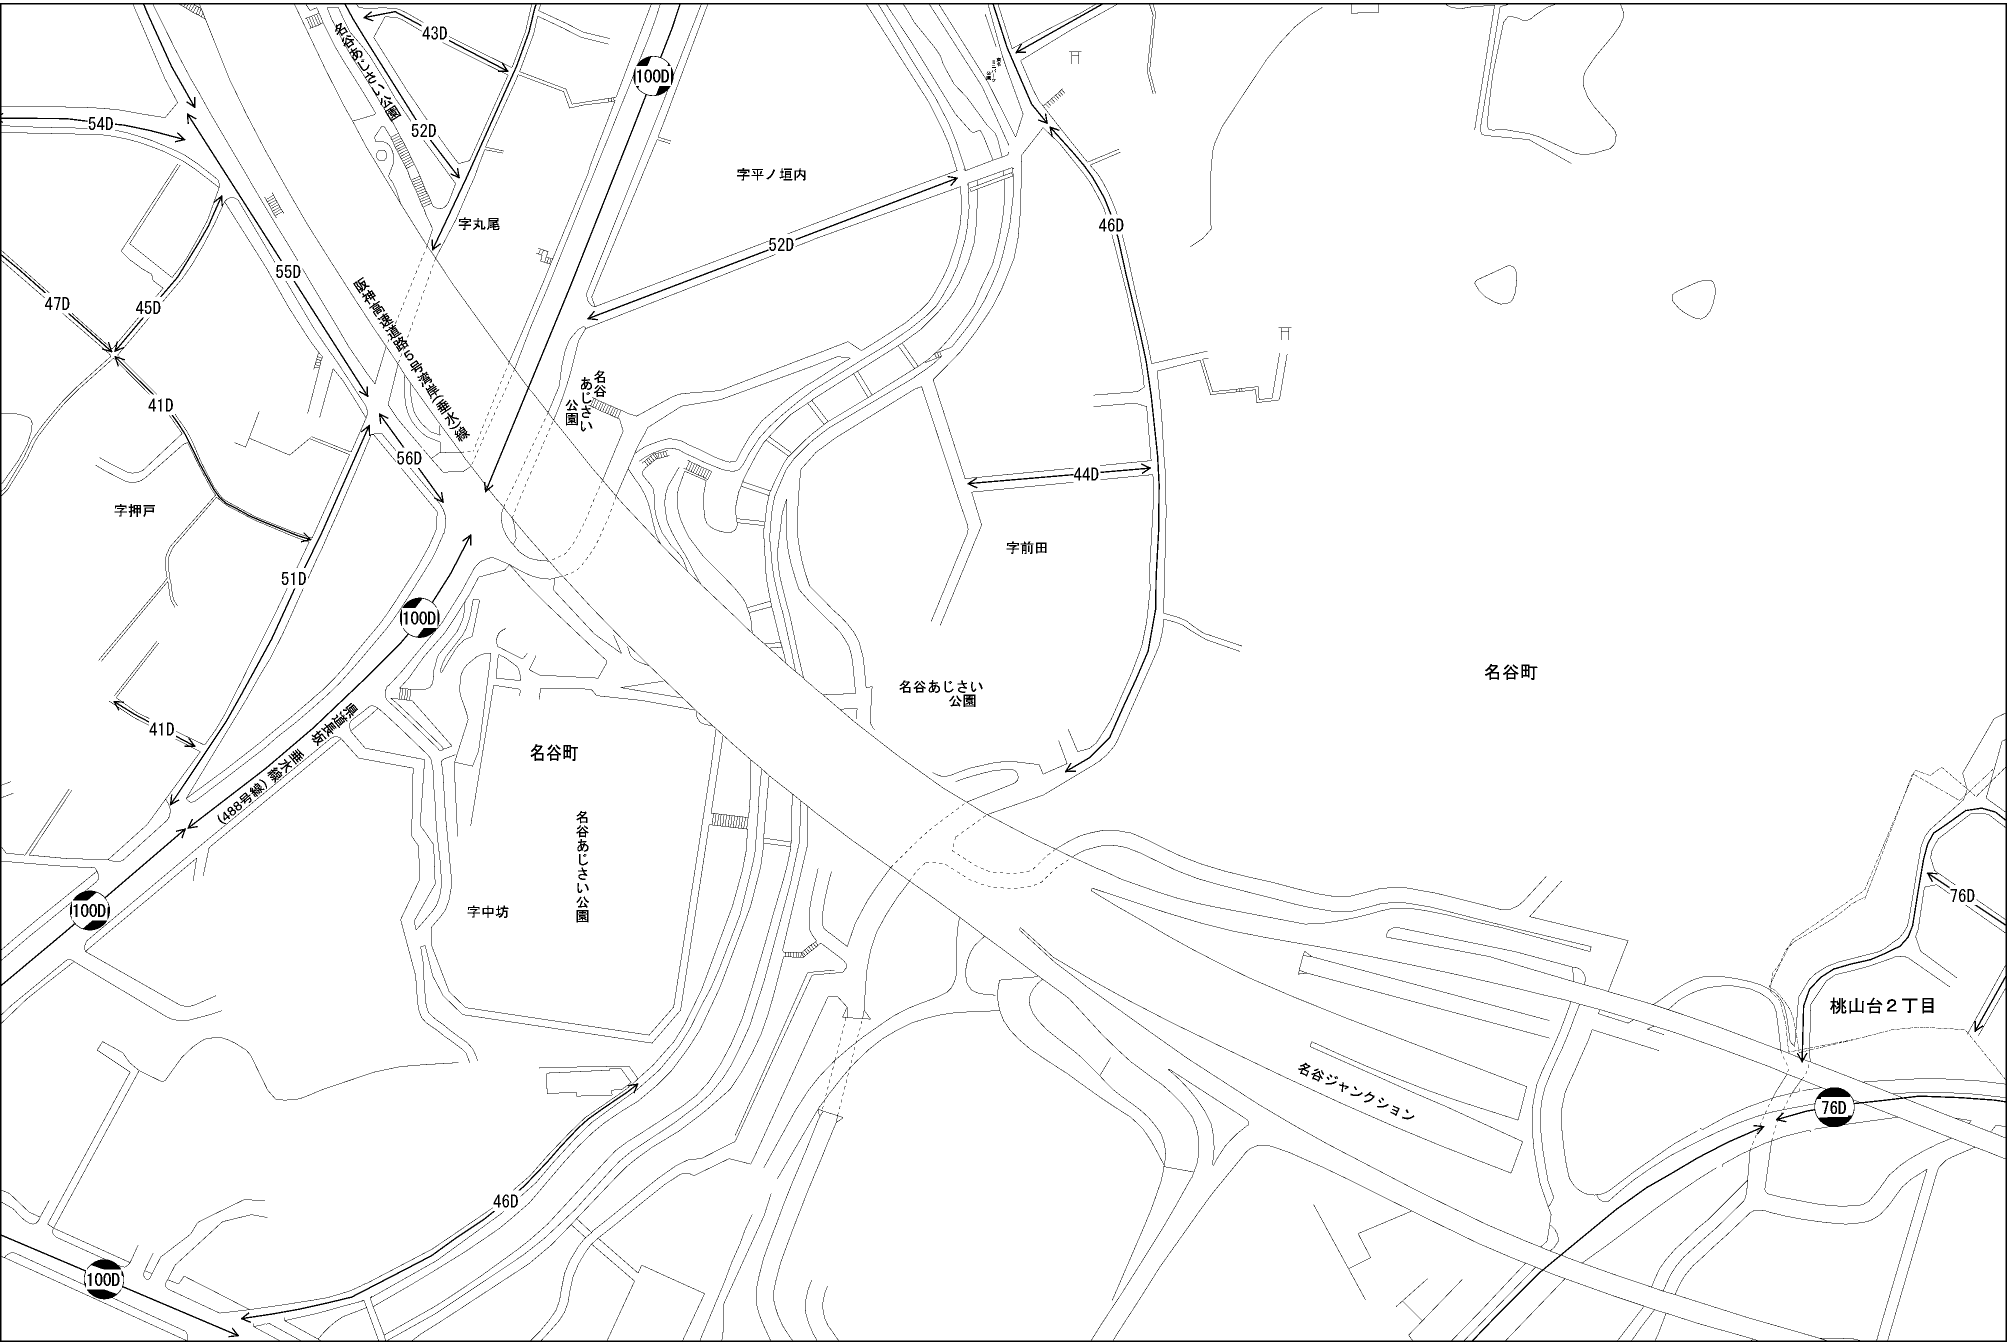 43D
名谷あじさい公園
100D
54D
52D
字平ノ垣内
字丸尾
46D
52D
55D
47D
45D
阪神高速道路5号湾岸(垂水)線
名谷
あじさい
公園
41D
56D
44D
字押戸
字前田
51D
100D
名谷町
名谷あじさい
公園
県道長坂垂水線(488号線)
41D
名谷町
名谷あじさい公園
76D
100D
字中坊
桃山台2丁目
名谷ジャンクション
76D
46D
100D